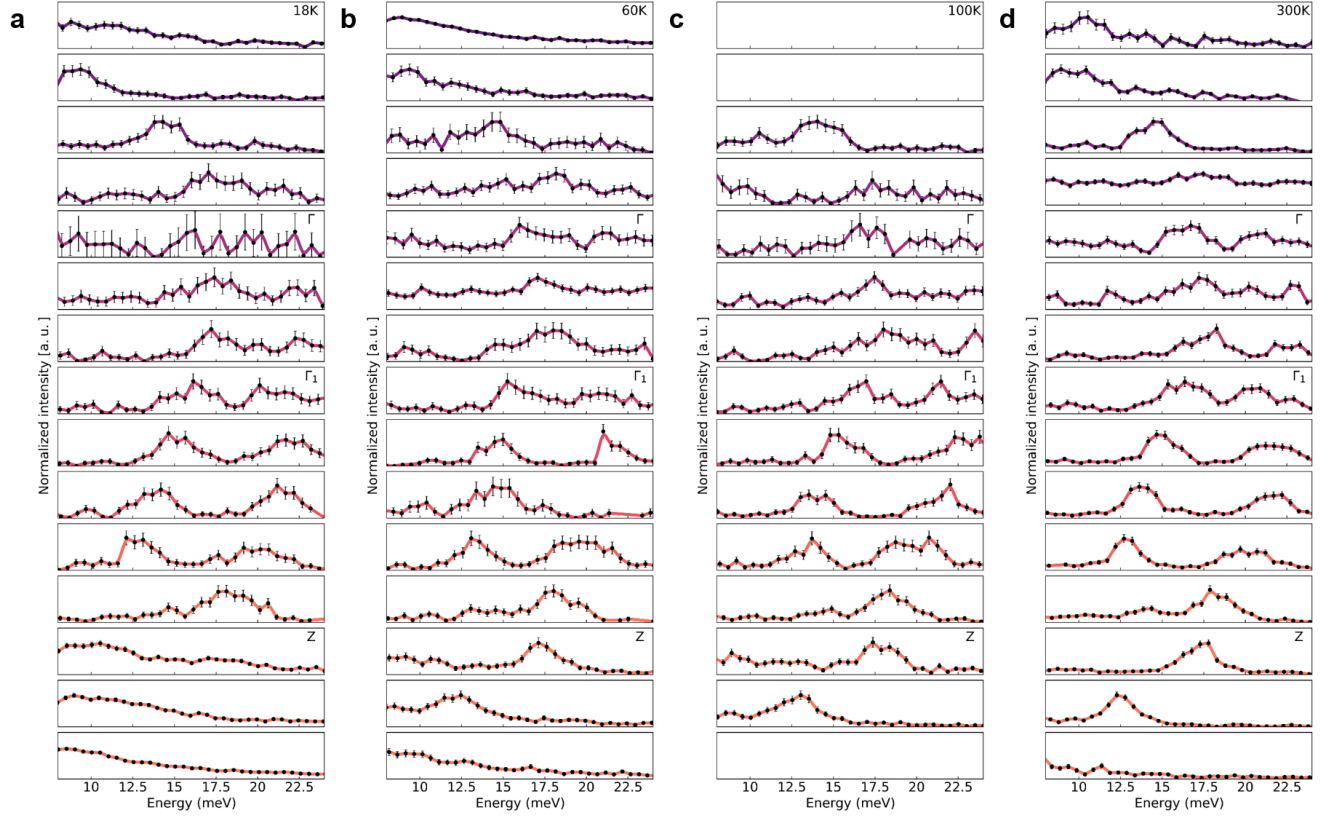 a 18K b 60K c 100K d 300K
Γ Γ Γ Γ
Γ₁ Γ₁ Γ₁ Γ₁
Z Z Z Z
Normalized intensity [a. u.] Normalized intensity [a. u.] Normalized intensity [a. u.] Normalized intensity [a. u.]
10 12.5 15 17.5 20 22.5 10 12.5 15 17.5 20 22.5 10 12.5 15 17.5 20 22.5 10 12.5 15 17.5 20 22.5
Energy (meV) Energy (meV) Energy (meV) Energy (meV)